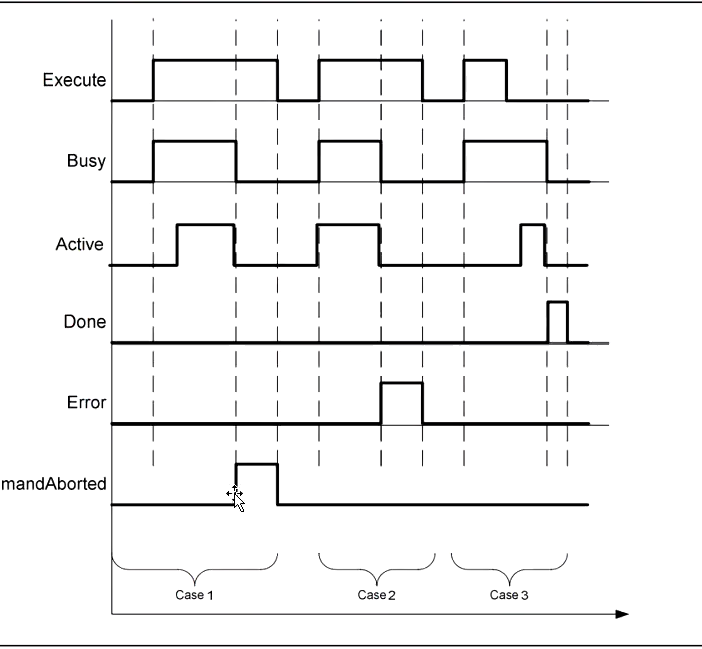 Execute
Busy
Active
Done
Error
mandAborted
Case 1
Case 2
Case 3